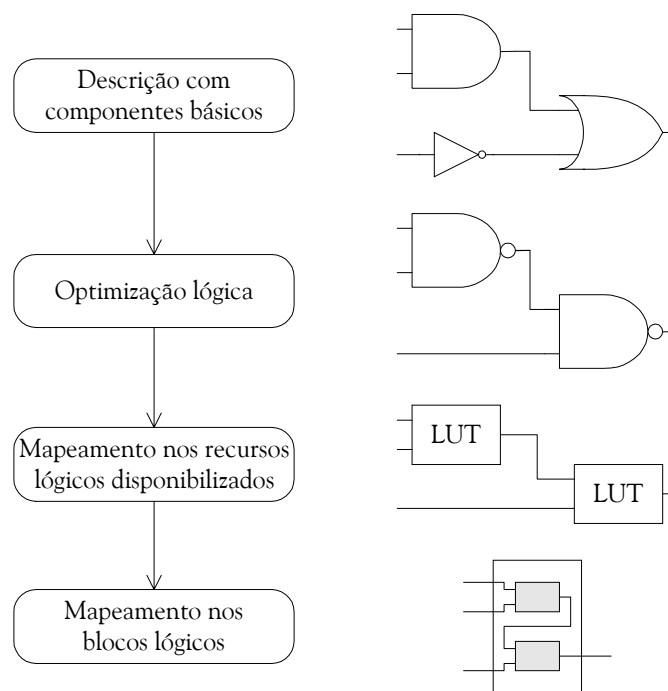 Descrição com
componentes básicos
Optimização lógica
Mapeamento nos recursos
lógicos disponibilizados
LUT
LUT
Mapeamento nos
blocos lógicos